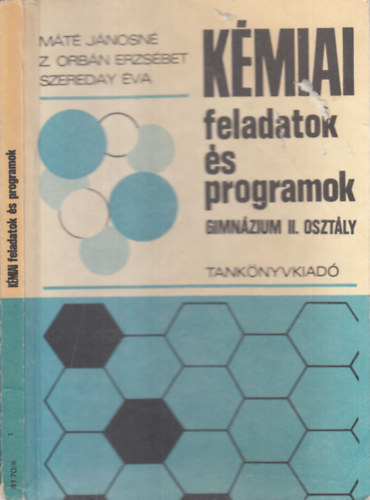 MÁTÉ JÁNOSNÉ
Z. ORBÁN ERZSÉBET
SZEREDAY ÉVA
KÉMIAI
feladatok
és
programok
GIMNÁZIUM II. OSZTÁLY
TANKÖNYVKIADÓ
KÉMIAI feladatok és programok